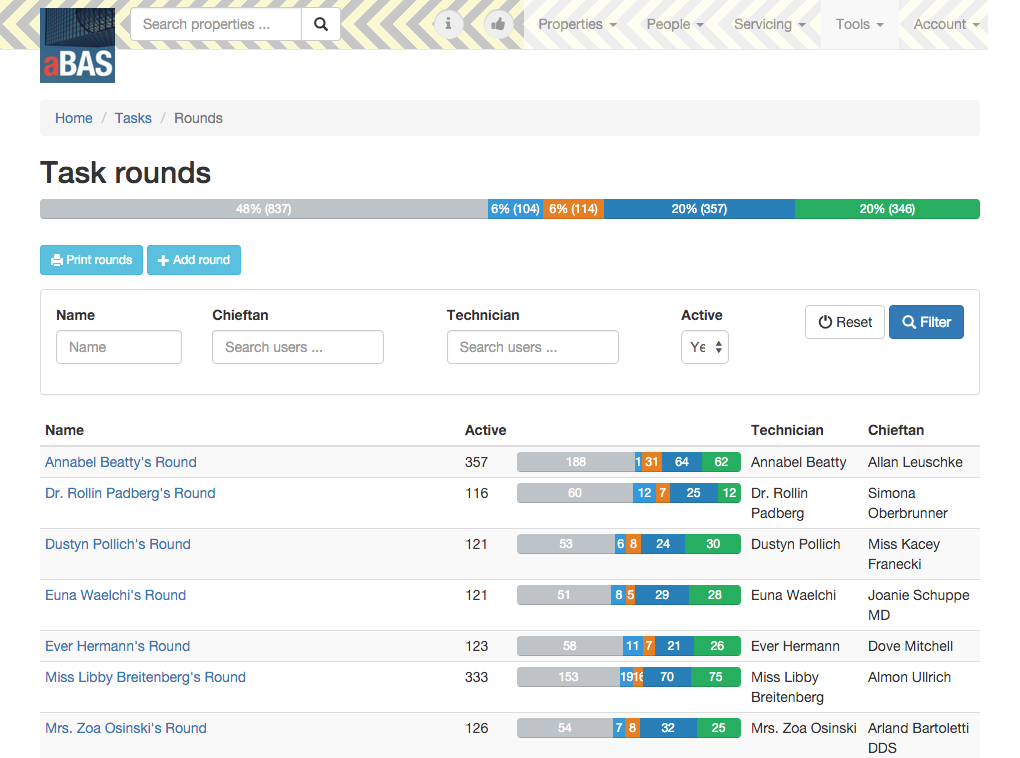 Search properties ...
Properties People Servicing Tools Account
aBAS
Home / Tasks / Rounds
Task rounds
48% (837) 6% (104) 6% (114) 20% (357) 20% (346)
Print rounds Add round
Name Chieftan Technician Active
Reset Filter
Name Search users ... Search users ... Ye
Name Active Technician Chieftan
Annabel Beatty's Round 357 188 1 31 64 62 Annabel Beatty Allan Leuschke
Dr. Rollin Padberg's Round 116 60 12 7 25 12 Dr. Rollin Simona
Padberg Oberbrunner
Dustyn Pollich's Round 121 53 6 8 24 30 Dustyn Pollich Miss Kacey
Franecki
Euna Waelchi's Round 121 51 8 5 29 28 Euna Waelchi Joanie Schuppe
MD
Ever Hermann's Round 123 58 11 7 21 26 Ever Hermann Dove Mitchell
Miss Libby Breitenberg's Round 333 153 19 16 70 75 Miss Libby Almon Ullrich
Breitenberg
Mrs. Zoa Osinski's Round 126 54 7 8 32 25 Mrs. Zoa Osinski Arland Bartoletti
DDS